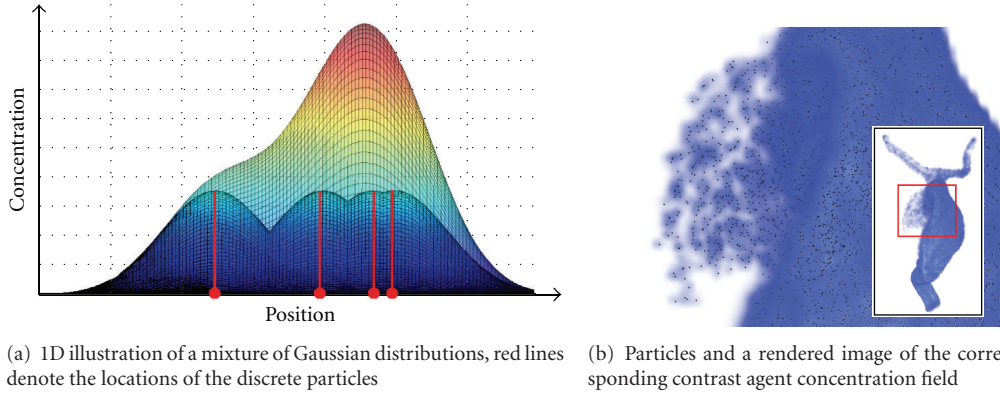 Concentration
Position
(a) 1D illustration of a mixture of Gaussian distributions, red lines
denote the locations of the discrete particles
(b) Particles and a rendered image of the corre
sponding contrast agent concentration field